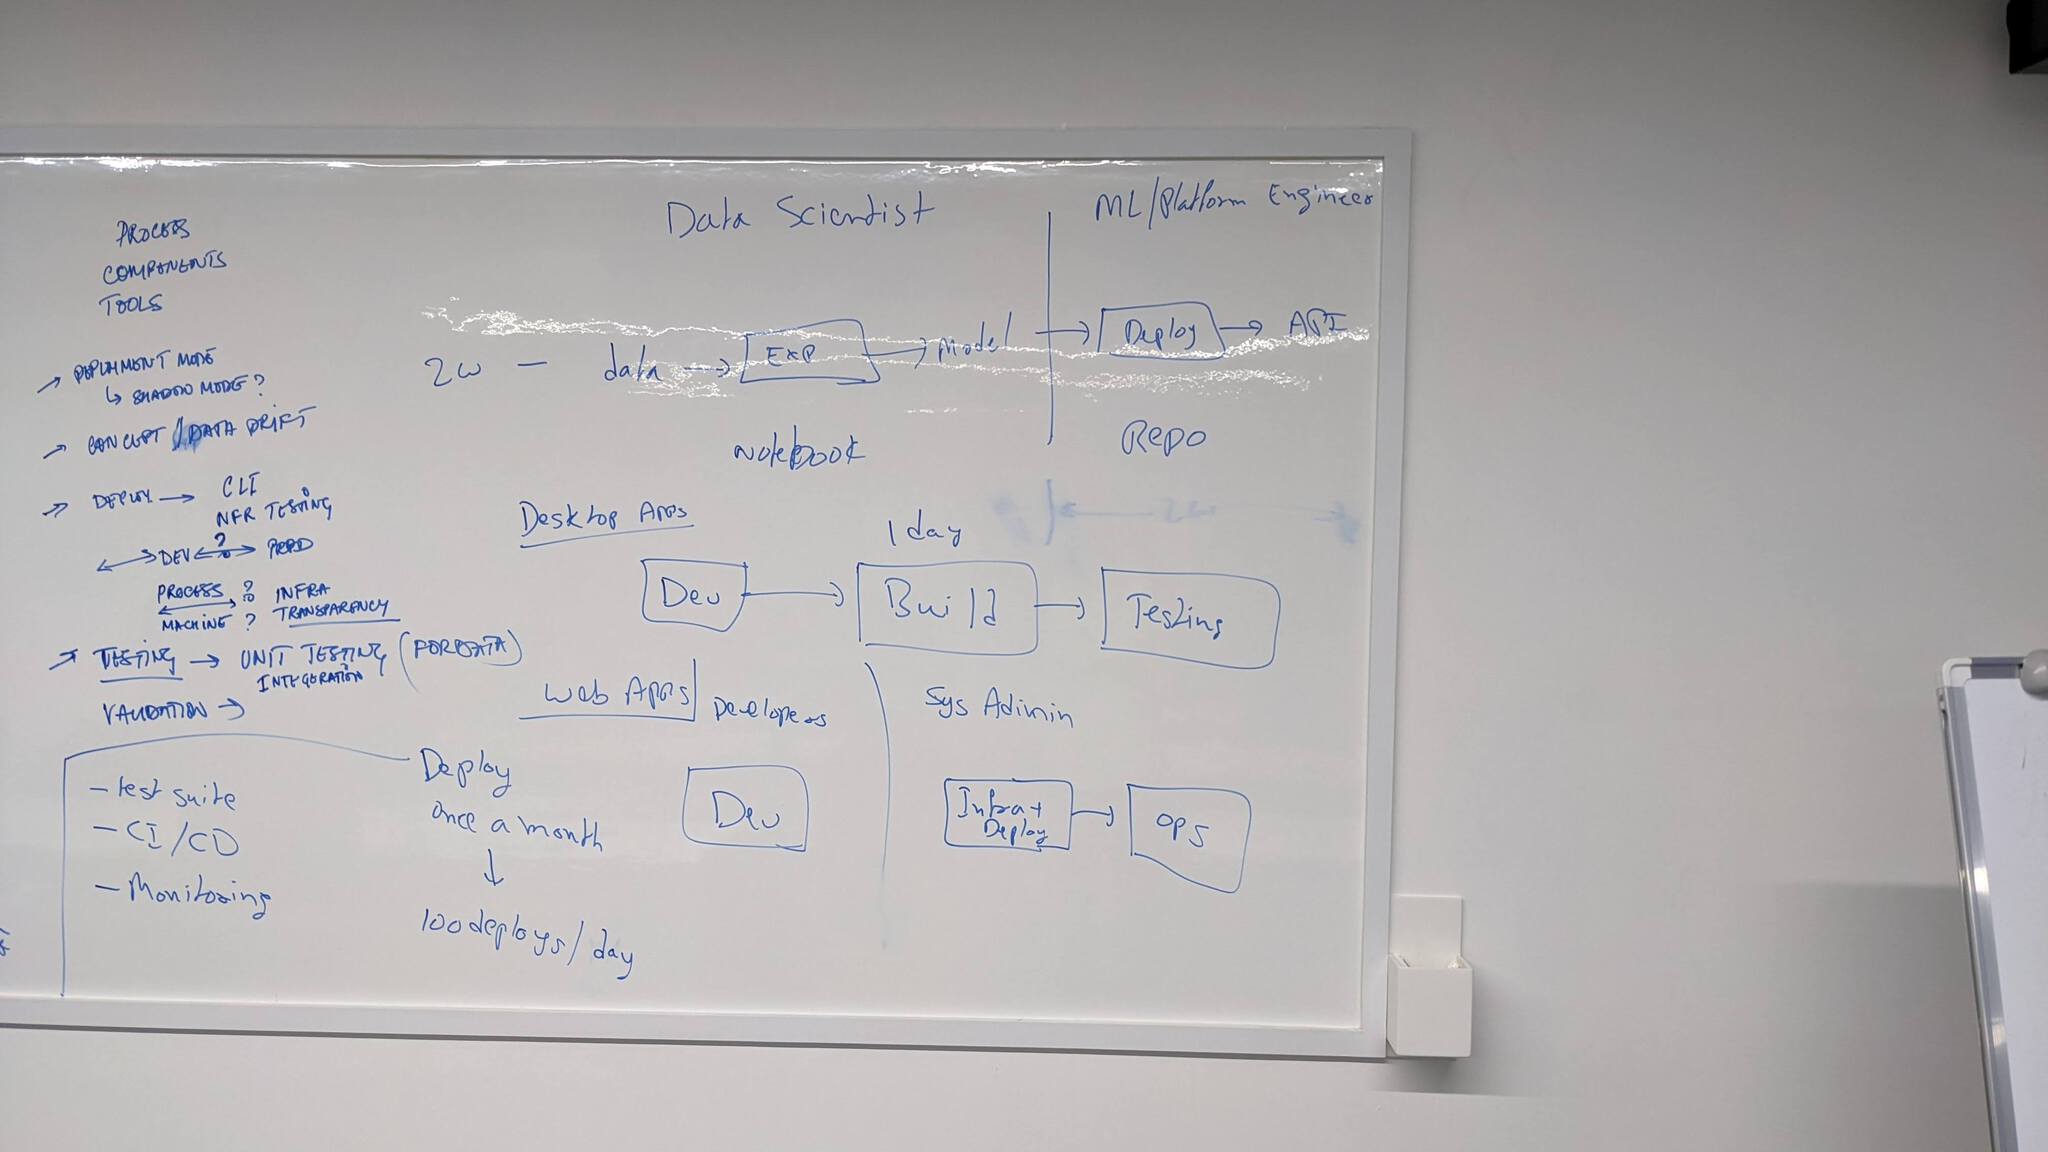 PROCESS
COMPONENTS
TOOLS
DEPLOYMENT MODE
SHADOW MODE?
CONCEPT / DATA DRIFT
DEPLOY → CLI
NFR TESTING
DEV ? PROD
PROCESS ? INFRA
MACHINE ? TRANSPARENCY
TESTING → UNIT TESTING (FOR DATA)
INTEGRATION
VALIDATION →
- test suite
- CI/CD
- Monitoring
Data Scientist
ML/Platform Engineer
2w - data → Exp → Model → Deploy → API
Notebook
Repo
Desktop Apps
1 day
Dev → Build → Testing
Web Apps
Developers
Sys Adimin
Deploy
once a month
↓
100 deploys/day
Dev
Infra +
Deploy
→ Ops